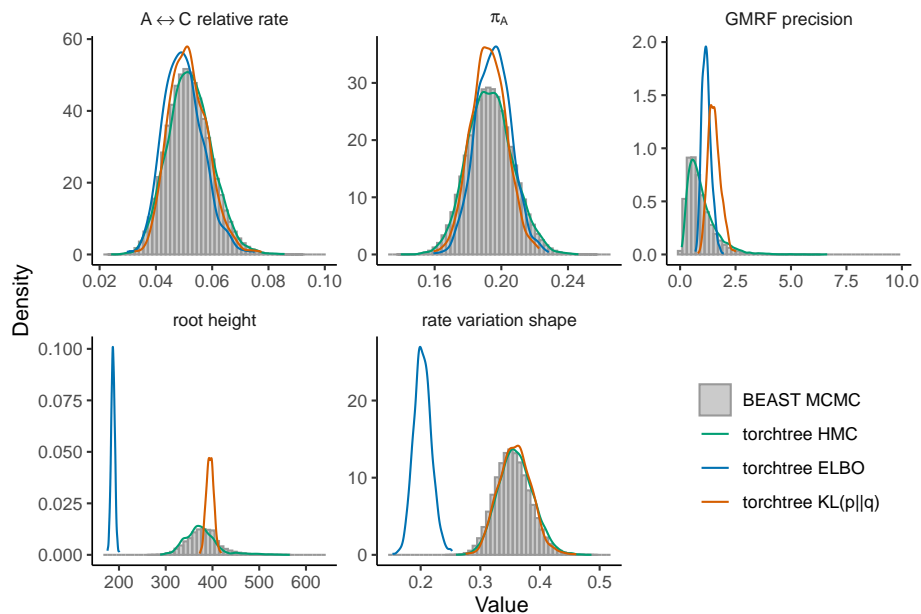 A ↔ C relative rate
π_A
GMRF precision
60
40
20
0
0.02 0.04 0.06 0.08 0.10
30
20
10
0
0.16 0.20 0.24
2.0
1.5
1.0
0.5
0.0
0.0 2.5 5.0 7.5 10.0
Density
root height
rate variation shape
0.100
0.075
0.050
0.025
0.000
200 300 400 500 600
20
10
0
0.2 0.3 0.4 0.5
Value
BEAST MCMC
torchtree HMC
torchtree ELBO
torchtree KL(p||q)